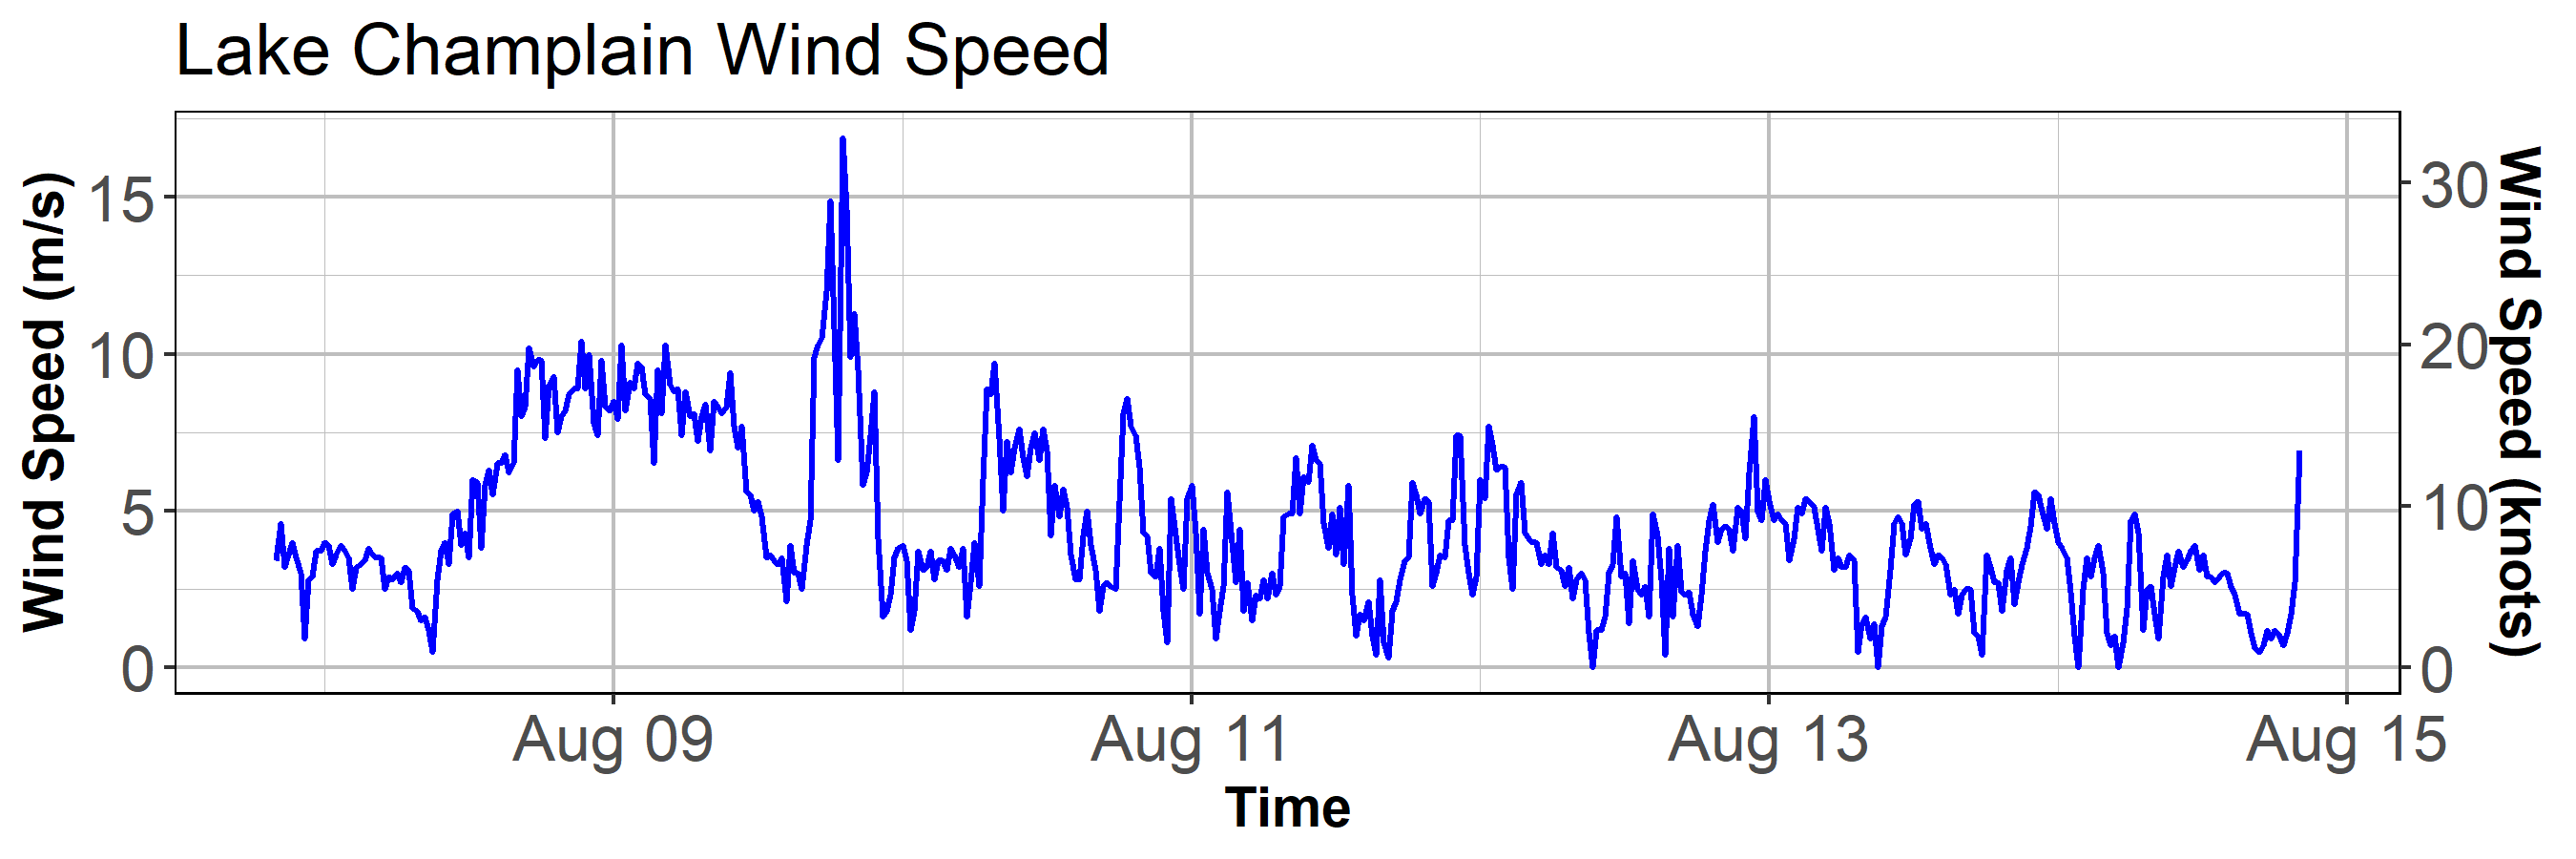 Lake Champlain Wind Speed
Wind Speed (m/s)
15
10
5
0
30
20
10
0
Wind Speed (knots)
Aug 09
Aug 11
Aug 13
Aug 15
Time